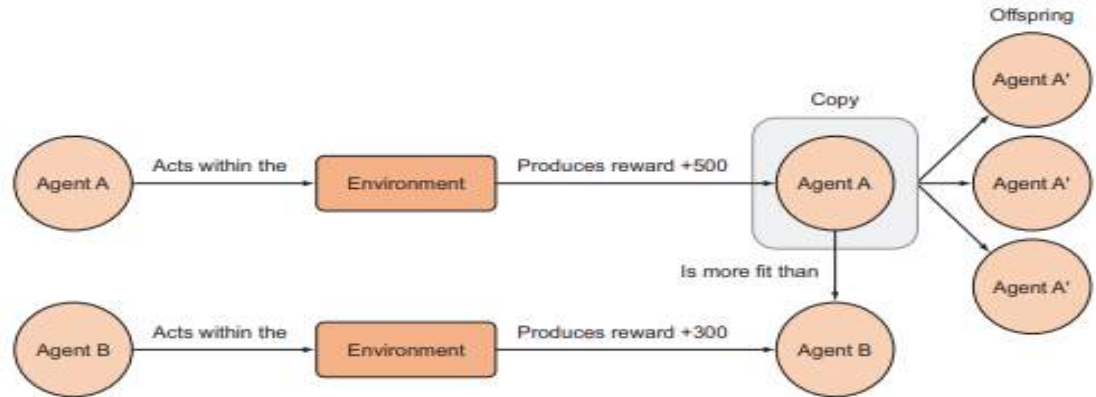 Offspring
Agent A'
Copy
Agent A
Acts within the
Environment
Produces reward +500
Agent A
Agent A'
Agent A'
Is more fit than
Agent B
Acts within the
Environment
Produces reward +300
Agent B